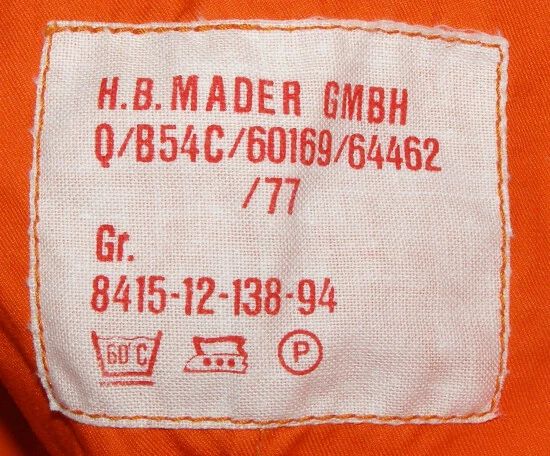 H.B. MADER GMBH
Q/B54C/60169/64462
/77
Gr.
8415-12-138-94
60°C P